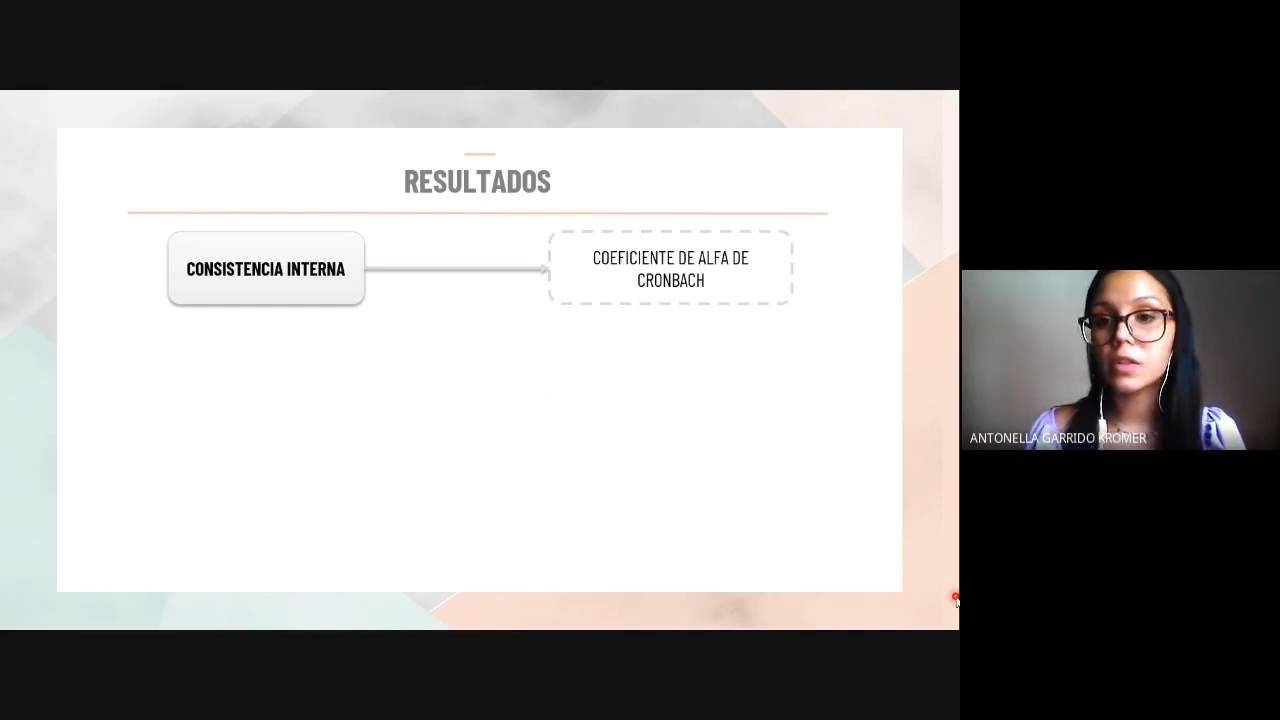 RESULTADOS
CONSISTENCIA INTERNA
COEFICIENTE DE ALFA DE
CRONBACH
ANTONELLA GARRIDO KROMER